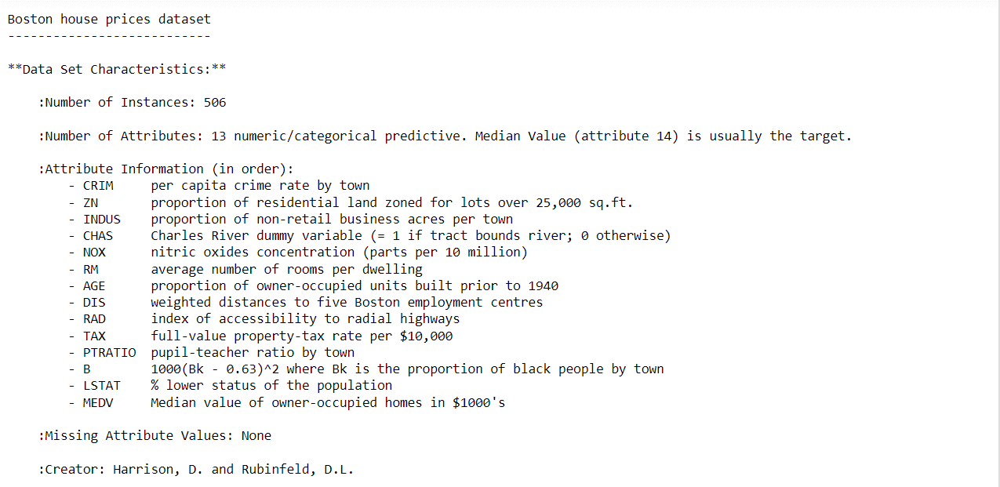 Boston house prices dataset
---------------------------
**Data Set Characteristics:**
:Number of Instances: 506
:Number of Attributes: 13 numeric/categorical predictive. Median Value (attribute 14) is usually the target.
:Attribute Information (in order):
- CRIM     per capita crime rate by town
- ZN       proportion of residential land zoned for lots over 25,000 sq.ft.
- INDUS    proportion of non-retail business acres per town
- CHAS     Charles River dummy variable (= 1 if tract bounds river; 0 otherwise)
- NOX      nitric oxides concentration (parts per 10 million)
- RM       average number of rooms per dwelling
- AGE      proportion of owner-occupied units built prior to 1940
- DIS      weighted distances to five Boston employment centres
- RAD      index of accessibility to radial highways
- TAX      full-value property-tax rate per $10,000
- PTRATIO  pupil-teacher ratio by town
- B        1000(Bk - 0.63)^2 where Bk is the proportion of black people by town
- LSTAT    % lower status of the population
- MEDV     Median value of owner-occupied homes in $1000's
:Missing Attribute Values: None
:Creator: Harrison, D. and Rubinfeld, D.L.